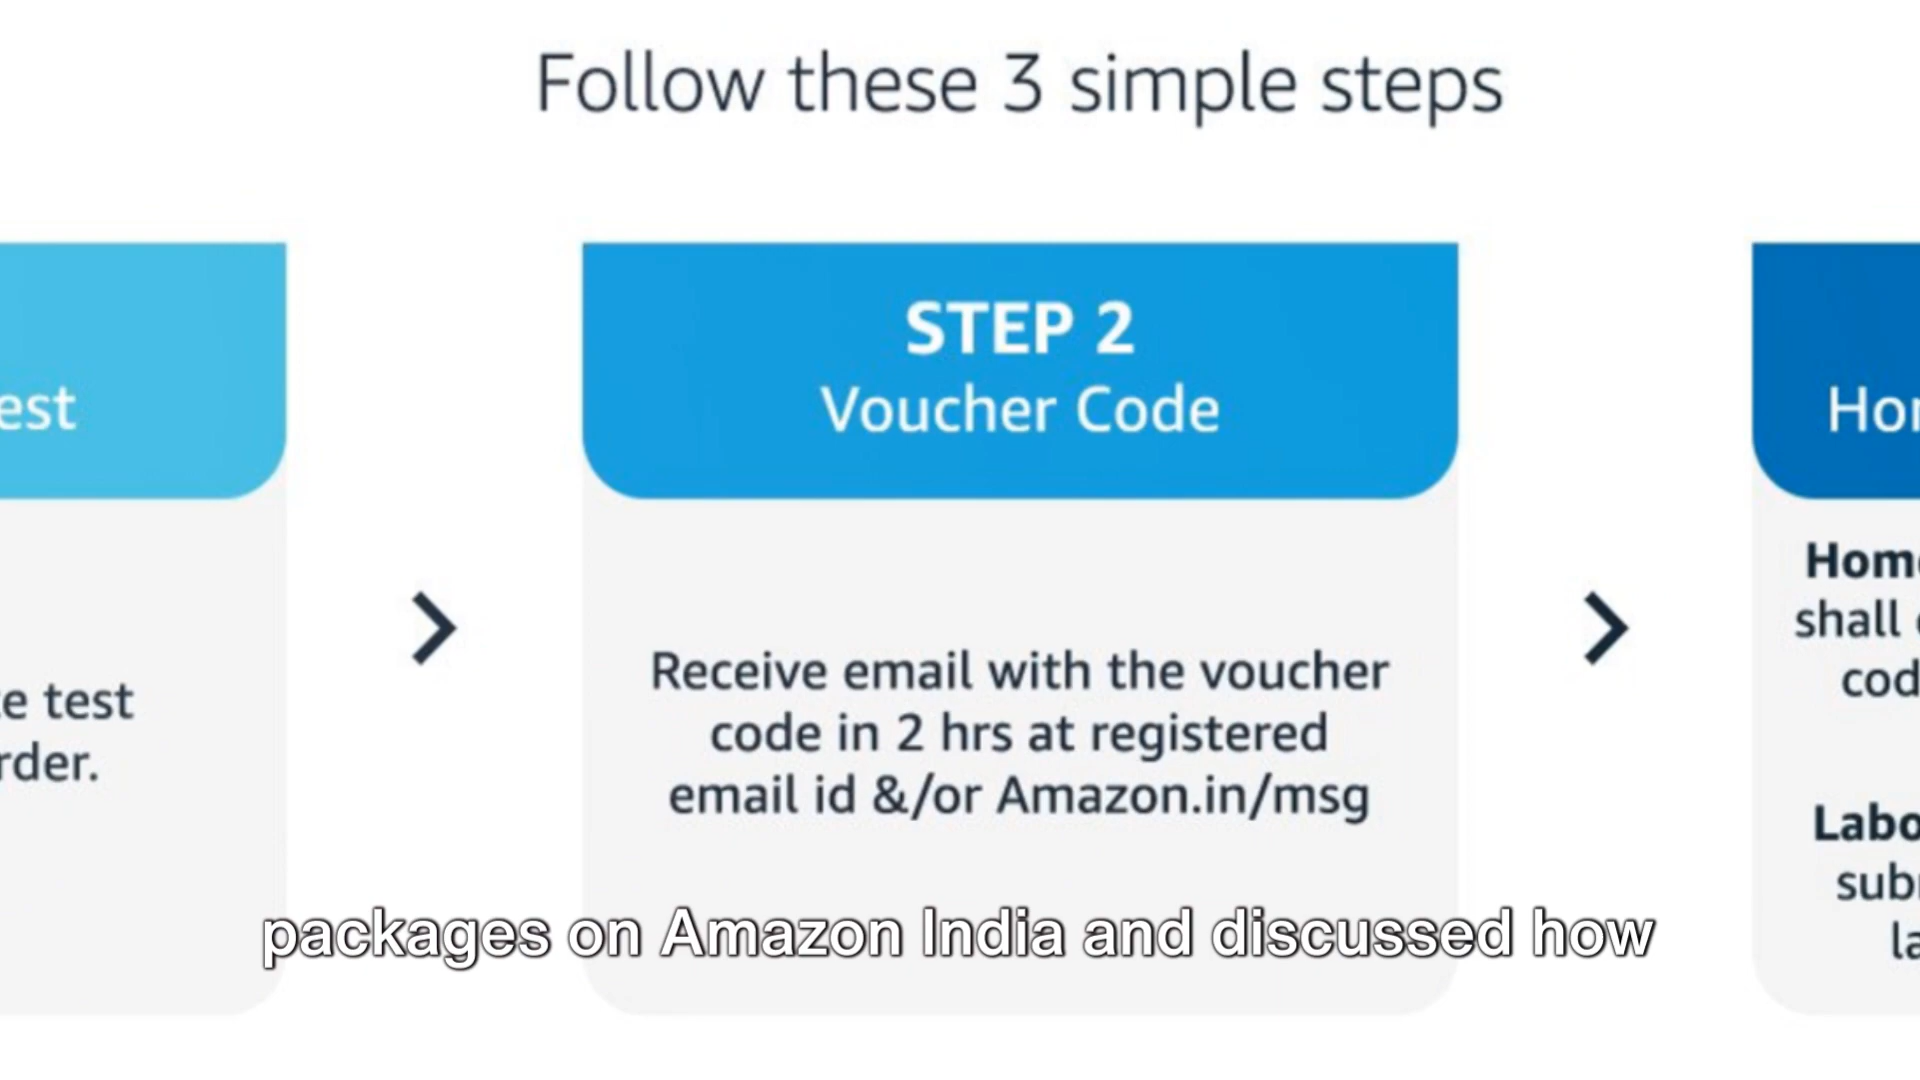 Follow these 3 simple steps
est
e test
rder.
STEP 2
Voucher Code
Receive email with the voucher
code in 2 hrs at registered
email id &/or Amazon.in/msg
Hor
Home
shall
cod
Labo
sub
la
packages on Amazon India and discussed how